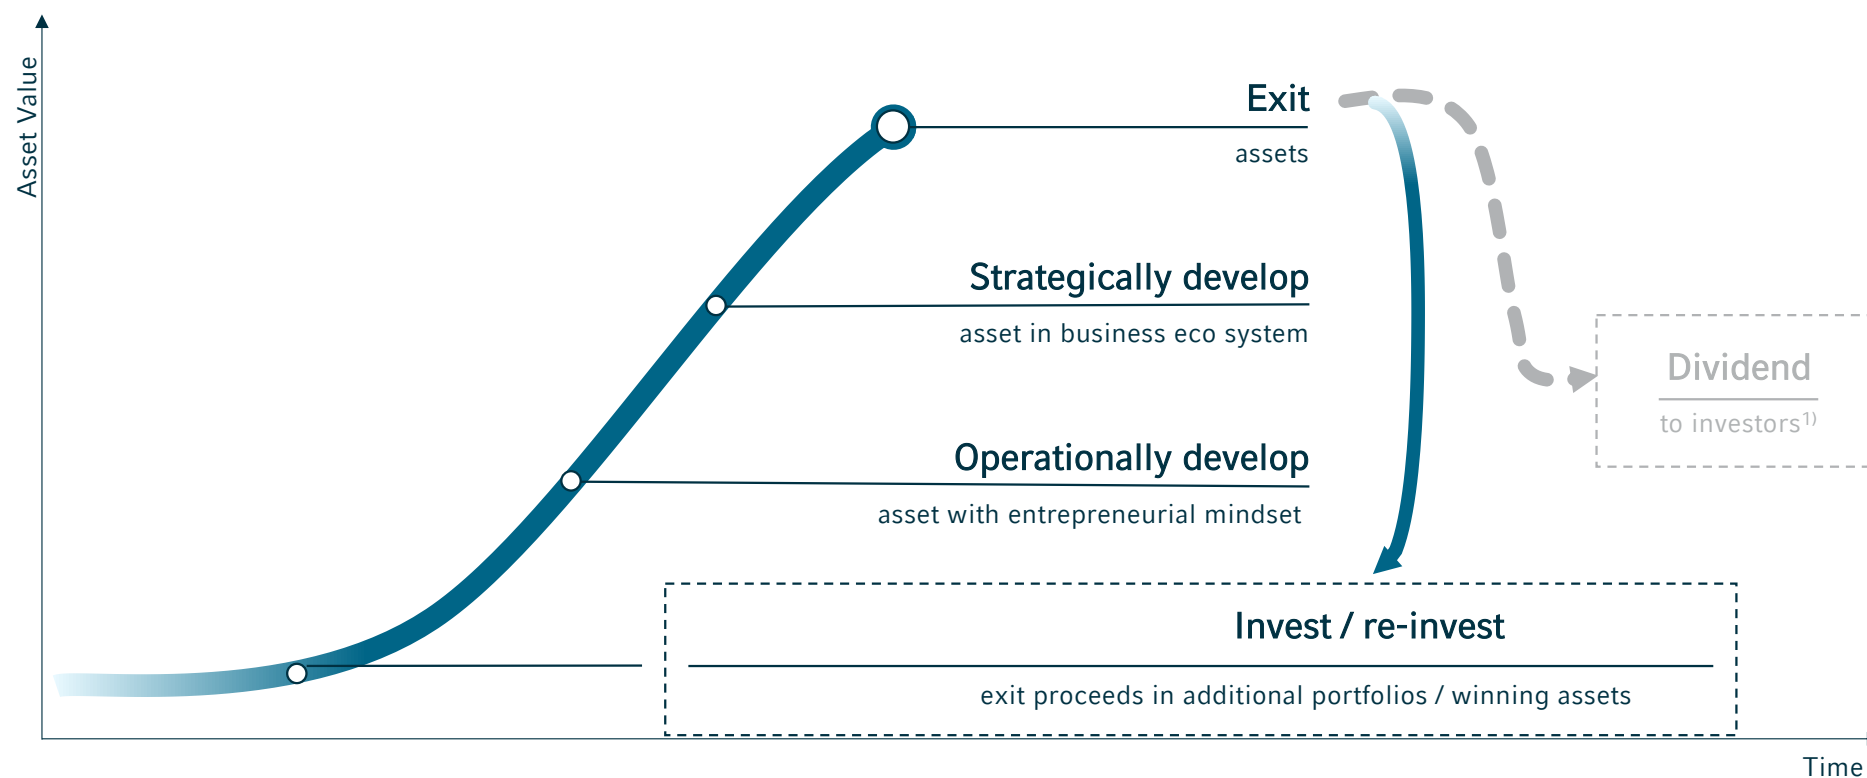 Asset Value
Exit
assets
Strategically develop
asset in business eco system
Dividend
to investors¹⁾
Operationally develop
asset with entrepreneurial mindset
Invest / re-invest
exit proceeds in additional portfolios / winning assets
Time